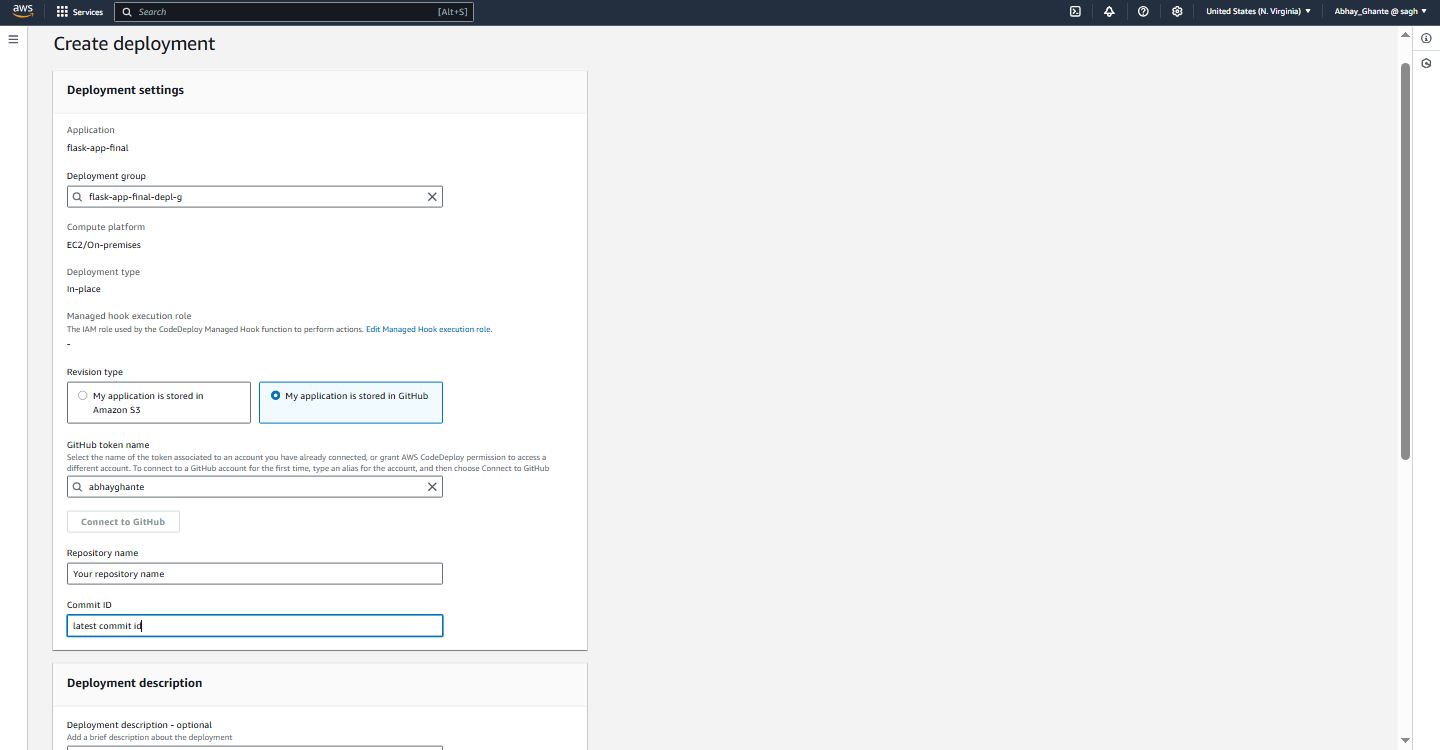 aws
Services
Search
[Alt+S]
United States (N. Virginia)
Abhay_Ghante @ sagh
Create deployment
Deployment settings
Application
flask-app-final
Deployment group
flask-app-final-depl-g
Compute platform
EC2/On-premises
Deployment type
In-place
Managed hook execution role
The IAM role used by the CodeDeploy Managed Hook function to perform actions. Edit Managed Hook execution role.
-
Revision type
My application is stored in
Amazon S3
My application is stored in GitHub
GitHub token name
Select the name of the token associated to an account you have already connected, or grant AWS CodeDeploy permission to access a
different account. To connect to a GitHub account for the first time, type an alias for the account, and then choose Connect to GitHub
abhayghante
Connect to GitHub
Repository name
Your repository name
Commit ID
latest commit id
Deployment description
Deployment description - optional
Add a brief description about the deployment